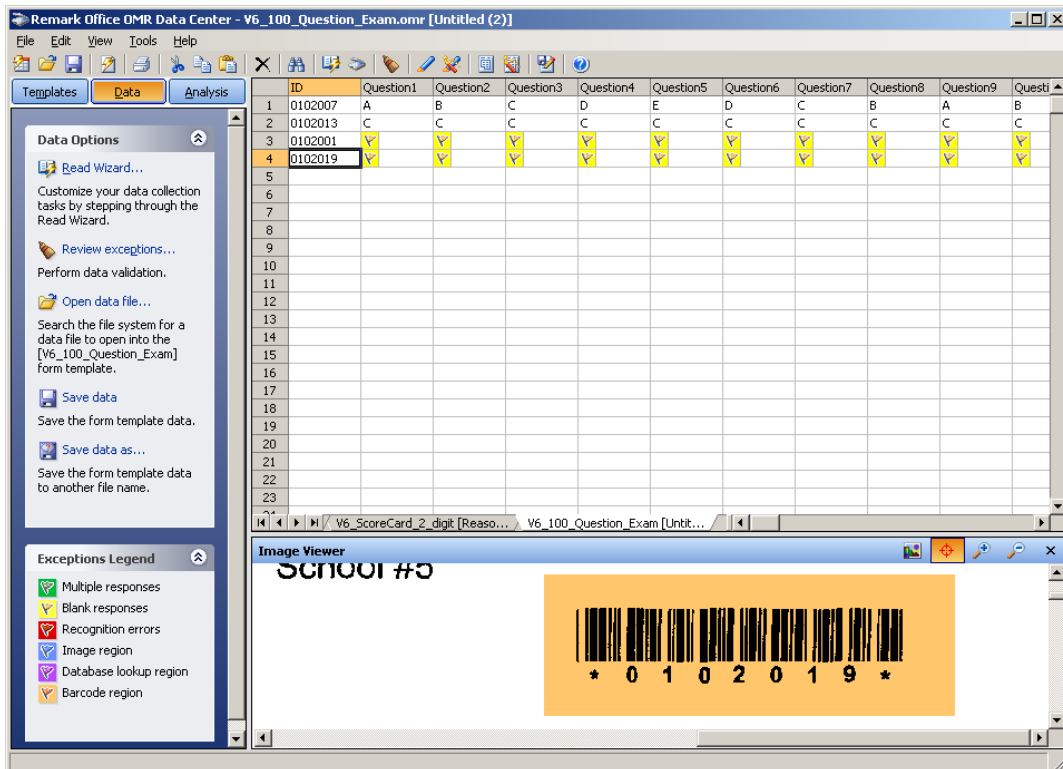 Remark Office OMR Data Center - V6_100_Question_Exam.omr [Untitled (2)]
File Edit View Tools Help
Templates Data Analysis
Data Options
Read Wizard...
Customize your data collection
tasks by stepping through the
Read Wizard.
Review exceptions...
Perform data validation.
Open data file...
Search the file system for a
data file to open into the
[V6_100_Question_Exam]
form template.
Save data
Save the form template data.
Save data as...
Save the form template data
to another file name.
Exceptions Legend
Multiple responses
Blank responses
Recognition errors
Image region
Database lookup region
Barcode region
ID Question1 Question2 Question3 Question4 Question5 Question6 Question7 Question8 Question9 Questi
1 0102007 A B C D E D C B A B
2 0102013 C C C C C C C C C C
3 0102001
4 0102019
5
6
7
8
9
10
11
12
13
14
15
16
17
18
19
20
21
22
23
V6_ScoreCard_2_digit [Reaso... V6_100_Question_Exam [Untit...
Image Viewer
School #5
* 0 1 0 2 0 1 9 *